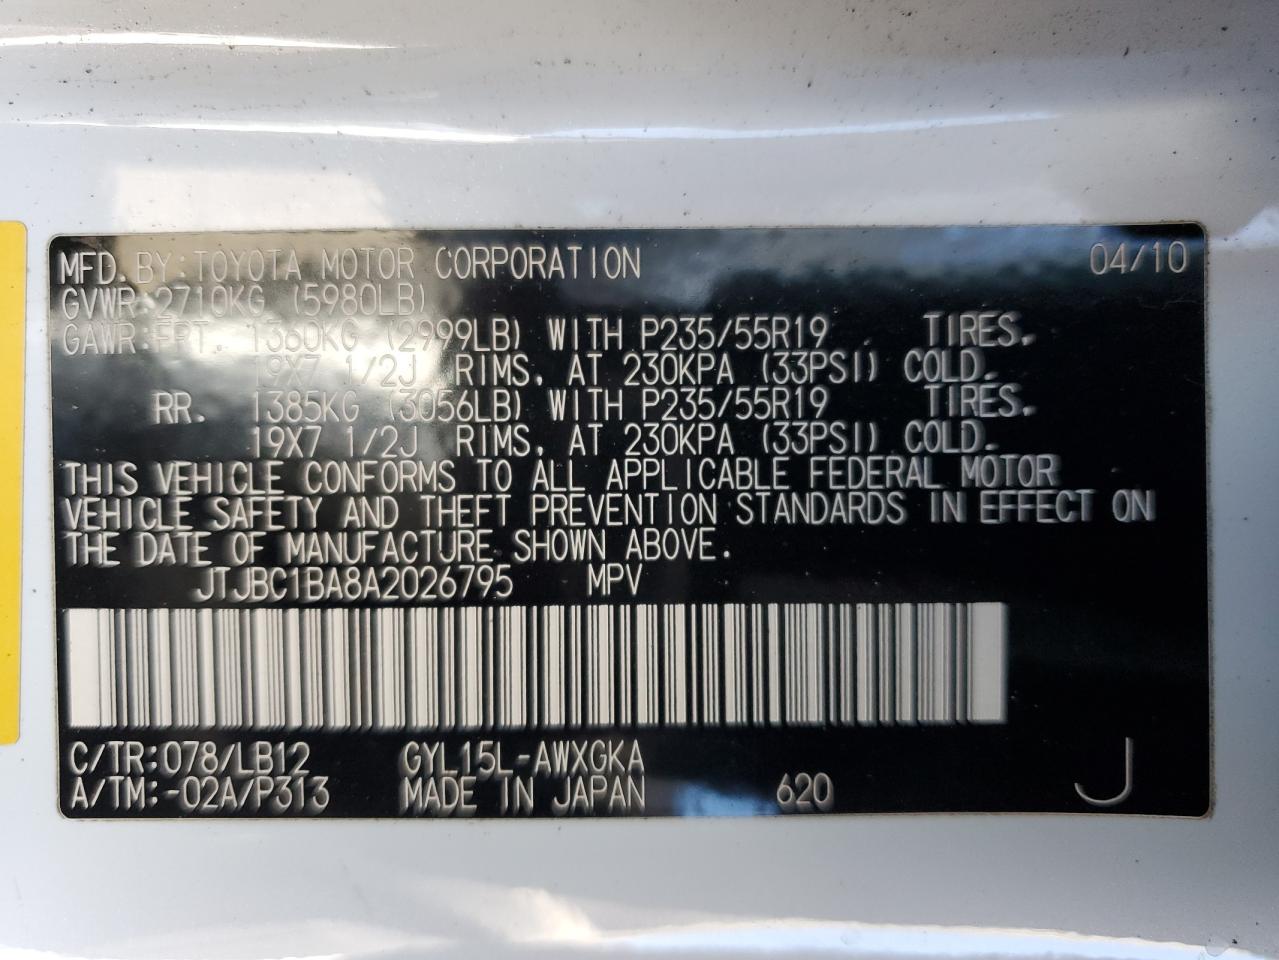 MFD. BY: TOYOTA MOTOR CORPORATION 04/10
GVWR: 2710KG (5980LB)
GAWR: FRT. 1360KG (2999LB) WITH P235/55R19 TIRES.
19X7 1/2J RIMS, AT 230KPA (33PSI) COLD.
RR. 1385KG (3056LB) WITH P235/55R19 TIRES.
19X7 1/2J RIMS, AT 230KPA (33PSI) COLD.
THIS VEHICLE CONFORMS TO ALL APPLICABLE FEDERAL MOTOR
VEHICLE SAFETY AND THEFT PREVENTION STANDARDS IN EFFECT ON
THE DATE OF MANUFACTURE SHOWN ABOVE.
JTJBC1BA8A2026795 MPV
C/TR:078/LB12 GYL15L-AWXGKA
A/TM:-02A/P313 MADE IN JAPAN 620 J